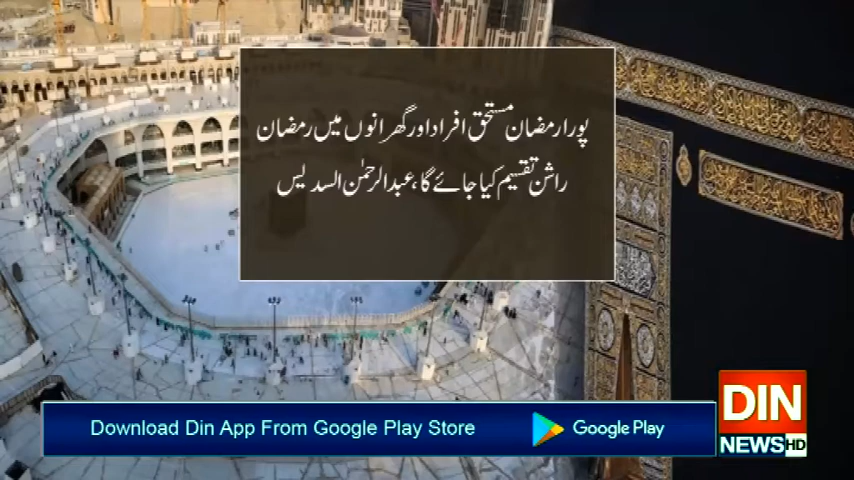 پورا رمضان مستحق افراد اور گھرانوں میں رمضان
راشن تقسیم کیا جائے گا، عبدالرحمٰن السدیس
Download Din App From Google Play Store
Google Play
DIN
NEWS HD